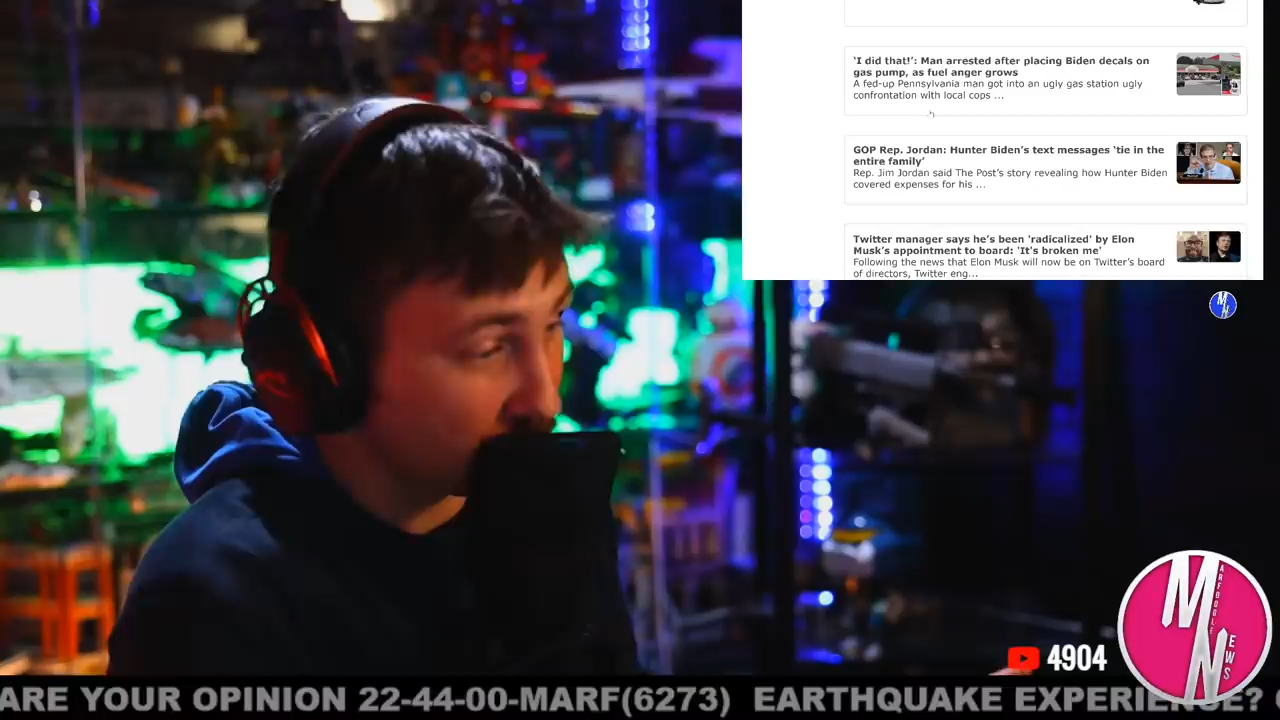 'I did that!': Man arrested after placing Biden decals on
gas pump, as fuel anger grows
A fed-up Pennsylvania man got into an ugly gas station ugly
confrontation with local cops ...
GOP Rep. Jordan: Hunter Biden's text messages 'tie in the
entire family'
Rep. Jim Jordan said The Post's story revealing how Hunter Biden
covered expenses for his ...
Twitter manager says he's been 'radicalized' by Elon
Musk's appointment to board: 'It's broken me'
Following the news that Elon Musk will now be on Twitter's board
of directors, Twitter eng...
MN
4904
MARFOOGLE
NEWS
ARE YOUR OPINION 22-44-00-MARF(6273) EARTHQUAKE EXPERIENCE?